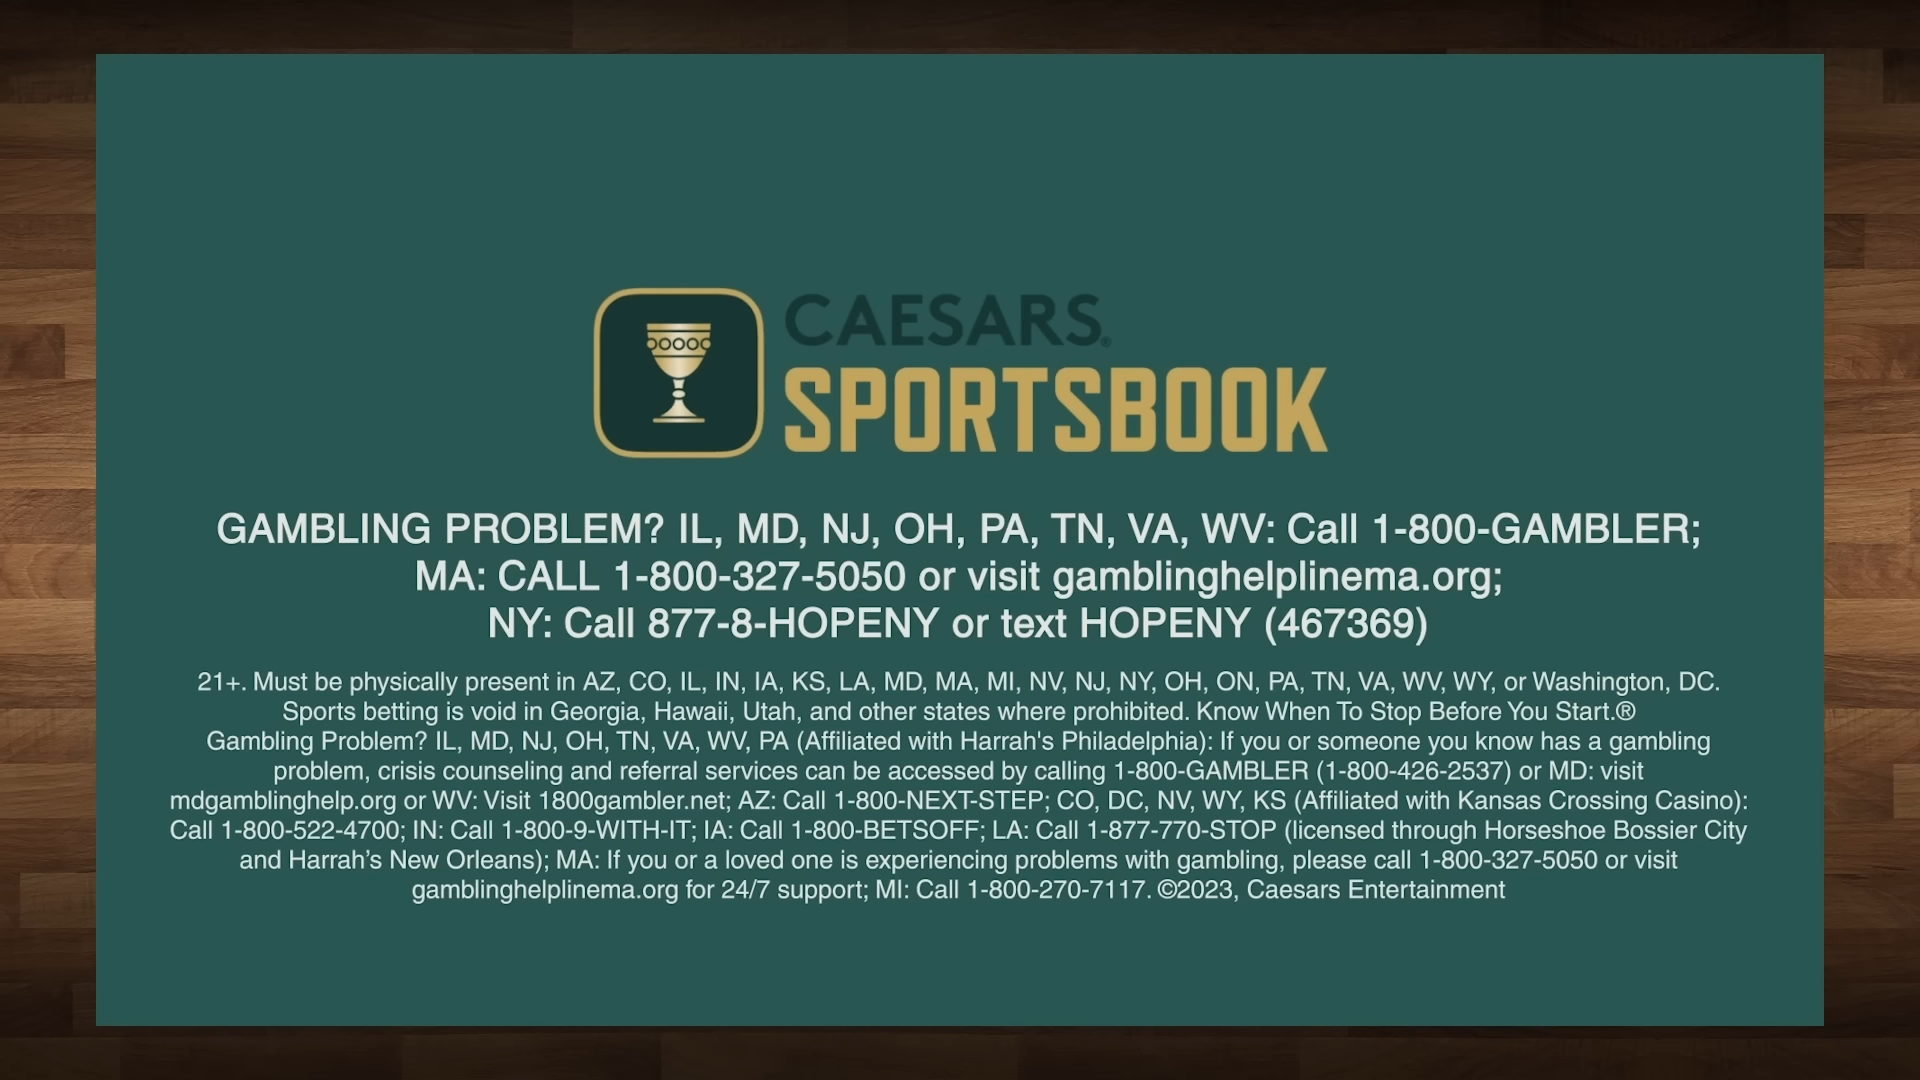 CAESARS®
SPORTSBOOK
GAMBLING PROBLEM? IL, MD, NJ, OH, PA, TN, VA, WV: Call 1-800-GAMBLER;
MA: CALL 1-800-327-5050 or visit gamblinghelplinema.org;
NY: Call 877-8-HOPENY or text HOPENY (467369)
21+. Must be physically present in AZ, CO, IL, IN, IA, KS, LA, MD, MA, MI, NV, NJ, NY, OH, ON, PA, TN, VA, WV, WY, or Washington, DC.
Sports betting is void in Georgia, Hawaii, Utah, and other states where prohibited. Know When To Stop Before You Start.®
Gambling Problem? IL, MD, NJ, OH, TN, VA, WV, PA (Affiliated with Harrah's Philadelphia): If you or someone you know has a gambling
problem, crisis counseling and referral services can be accessed by calling 1-800-GAMBLER (1-800-426-2537) or MD: visit
mdgamblinghelp.org or WV: Visit 1800gambler.net; AZ: Call 1-800-NEXT-STEP; CO, DC, NV, WY, KS (Affiliated with Kansas Crossing Casino):
Call 1-800-522-4700; IN: Call 1-800-9-WITH-IT; IA: Call 1-800-BETSOFF; LA: Call 1-877-770-STOP (licensed through Horseshoe Bossier City
and Harrah’s New Orleans); MA: If you or a loved one is experiencing problems with gambling, please call 1-800-327-5050 or visit
gamblinghelplinema.org for 24/7 support; MI: Call 1-800-270-7117. ©2023, Caesars Entertainment